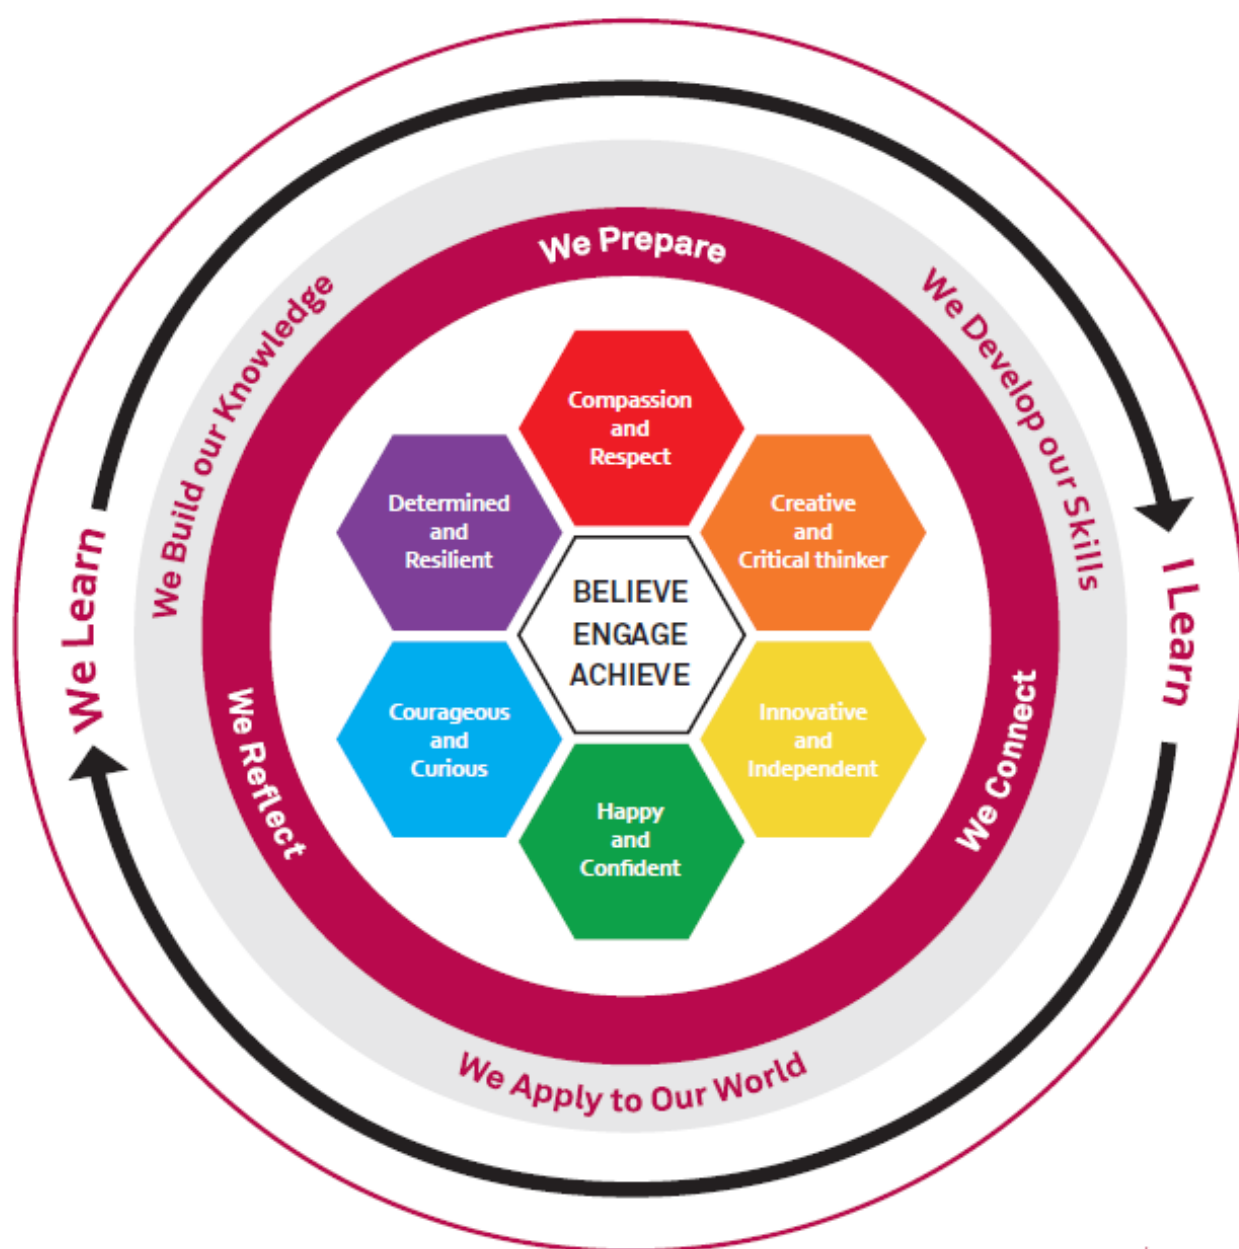 We Prepare
We Build our Knowledge
We Develop our Skills
Compassion
and
Respect
Determined
and
Resilient
Creative
and
Critical thinker
BELIEVE
ENGAGE
ACHIEVE
We Learn
I Learn
Courageous
and
Curious
Innovative
and
Independent
We Reflect
We Connect
Happy
and
Confident
We Apply to Our World